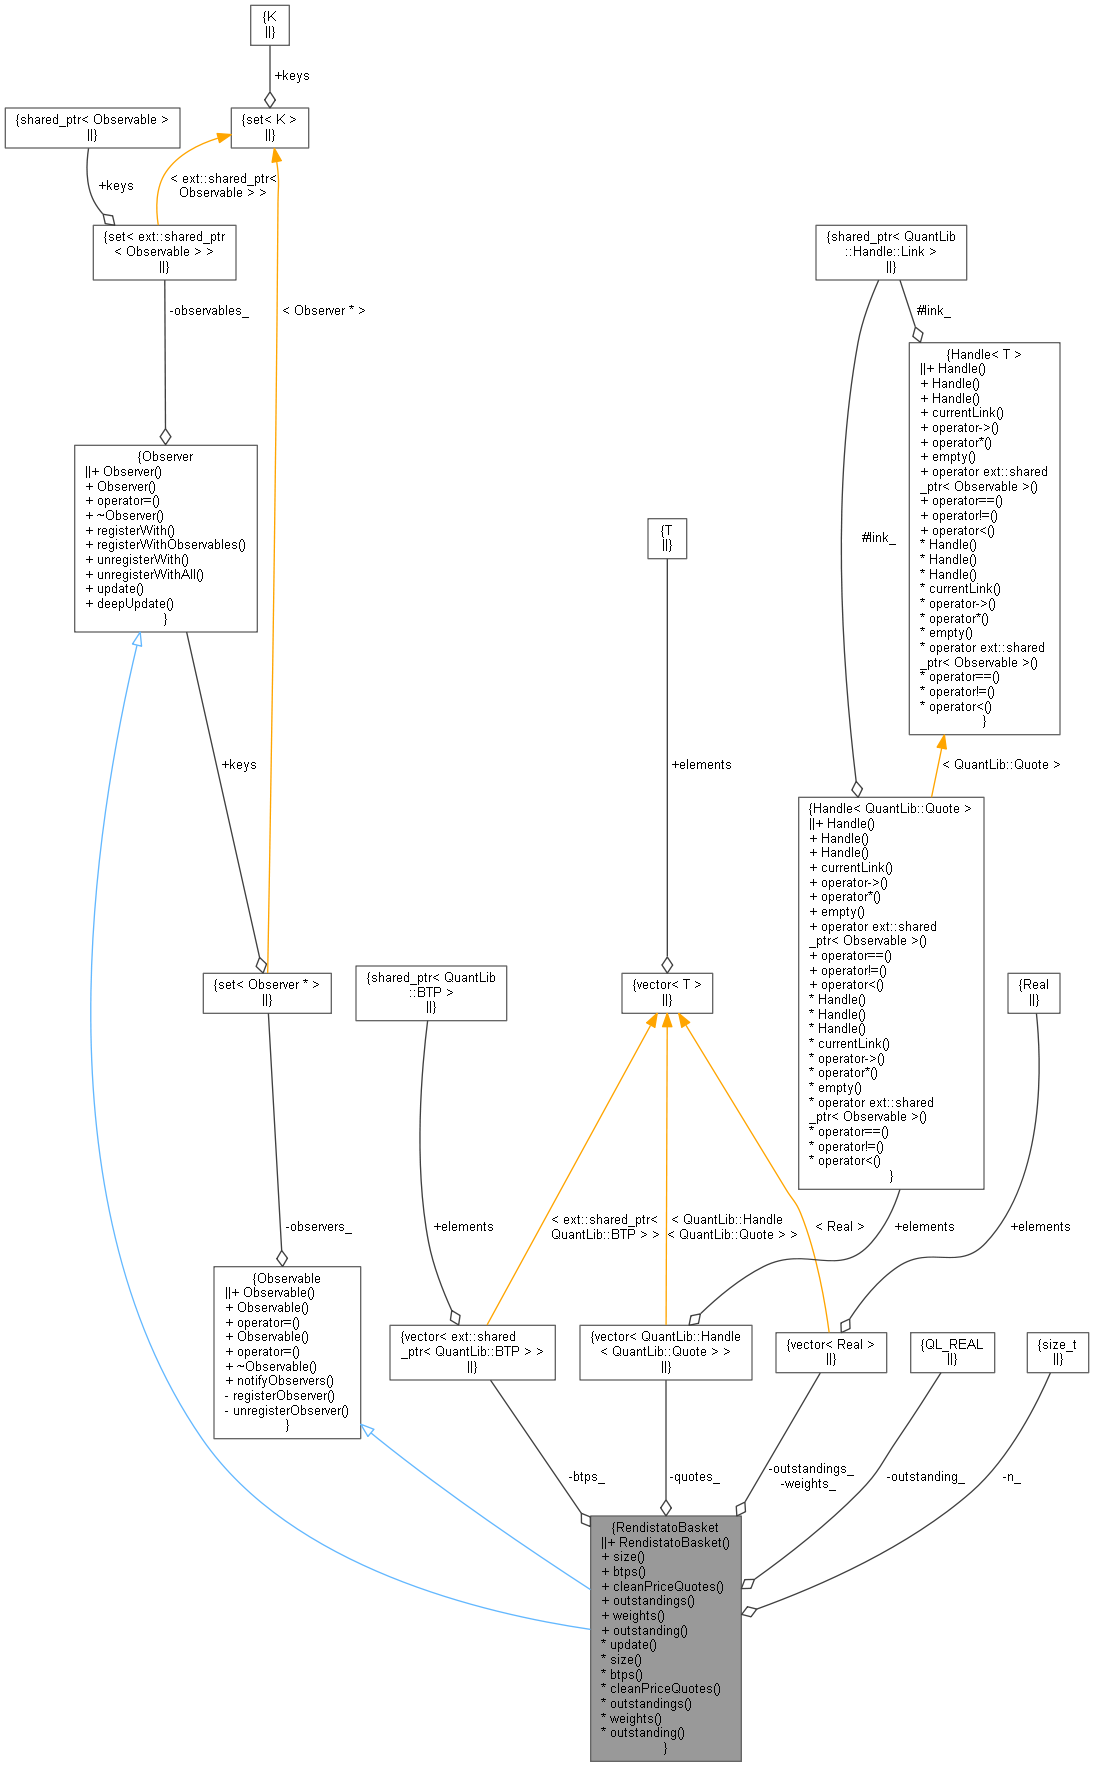 {K
||}
+keys
{shared_ptr< Observable >
||}
{set< K >
||}
+keys
< ext::shared_ptr<
Observable > >
{set< ext::shared_ptr
< Observable > >
||}
{shared_ptr< QuantLib
::Handle::Link >
||}
-observables_
< Observer * >
#link_
{Handle< T >
||+ Handle()
+ Handle()
+ Handle()
+ currentLink()
+ operator->()
+ operator*()
+ empty()
+ operator ext::shared
_ptr< Observable >()
+ operator==()
+ operator!=()
+ operator<()
* Handle()
* Handle()
* Handle()
* currentLink()
* operator->()
* operator*()
* empty()
* operator ext::shared
_ptr< Observable >()
* operator==()
* operator!=()
* operator<()
}
{Observer
||+ Observer()
+ Observer()
+ operator=()
+ ~Observer()
+ registerWith()
+ registerWithObservables()
+ unregisterWith()
+ unregisterWithAll()
+ update()
+ deepUpdate()
}
#link_
{T
||}
+keys
+elements
< QuantLib::Quote >
{Handle< QuantLib::Quote >
||+ Handle()
+ Handle()
+ Handle()
+ currentLink()
+ operator->()
+ operator*()
+ empty()
+ operator ext::shared
_ptr< Observable >()
+ operator==()
+ operator!=()
+ operator<()
* Handle()
* Handle()
* Handle()
* currentLink()
* operator->()
* operator*()
* empty()
* operator ext::shared
_ptr< Observable >()
* operator==()
* operator!=()
* operator<()
}
{set< Observer * >
||}
{shared_ptr< QuantLib
::BTP >
||}
{vector< T >
||}
{Real
||}
-observers_
+elements
< ext::shared_ptr<
QuantLib::BTP > >
< QuantLib::Handle
< QuantLib::Quote > >
< Real >
+elements
+elements
{Observable
||+ Observable()
+ Observable()
+ operator=()
+ Observable()
+ operator=()
+ ~Observable()
+ notifyObservers()
- registerObserver()
- unregisterObserver()
}
{vector< ext::shared
_ptr< QuantLib::BTP > >
||}
{vector< QuantLib::Handle
< QuantLib::Quote > >
||}
{vector< Real >
||}
{QL_REAL
||}
{size_t
||}
-btps_
-quotes_
-outstandings_
-weights_
-outstanding_
-n_
{RendistatoBasket
||+ RendistatoBasket()
+ size()
+ btps()
+ cleanPriceQuotes()
+ outstandings()
+ weights()
+ outstanding()
* update()
* size()
* btps()
* cleanPriceQuotes()
* outstandings()
* weights()
* outstanding()
}